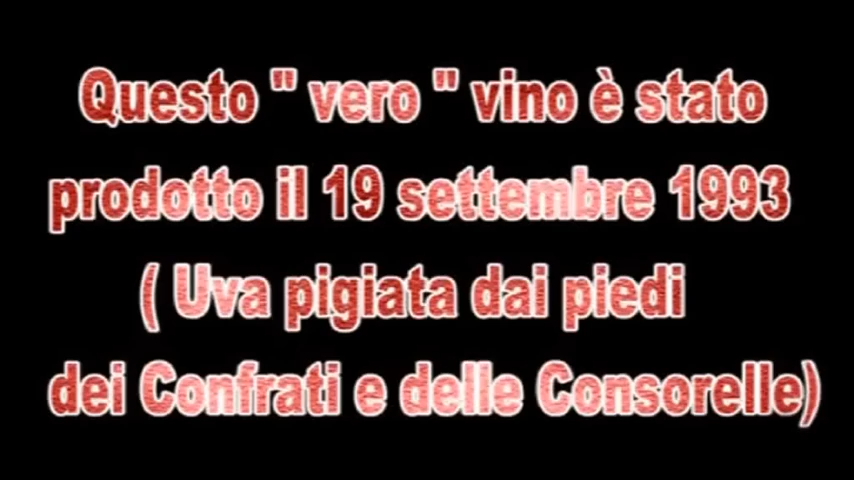 Questo " vero " vino è stato
prodotto il 19 settembre 1993
( Uva pigiata dai piedi
dei Confrati e delle Consorelle)